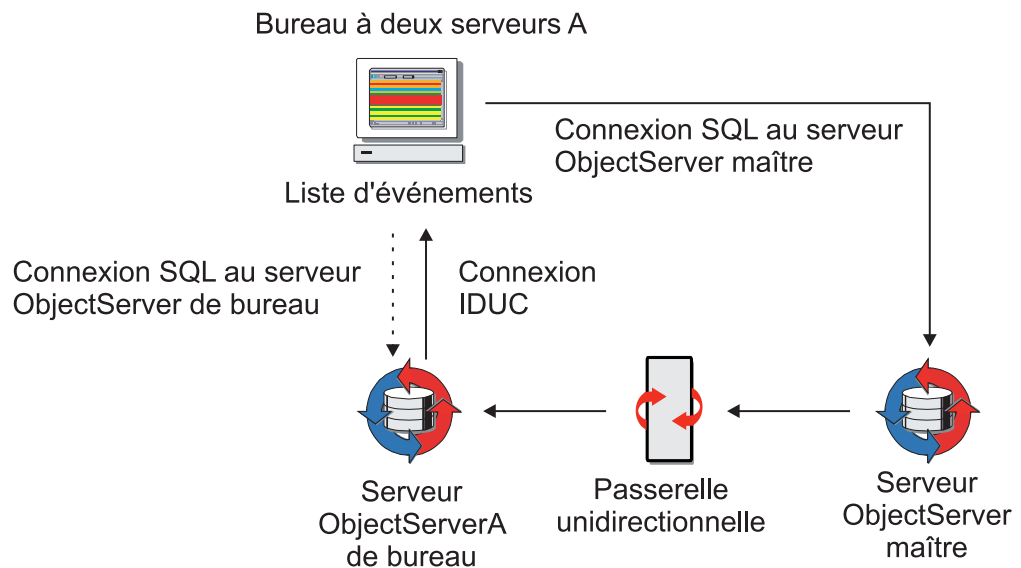 Bureau à deux serveurs A
Connexion SQL au serveur
ObjectServer maître
Liste d'événements
Connexion SQL au serveur
ObjectServer de bureau
Connexion
IDUC
Serveur
ObjectServerA
de bureau
Passerelle
unidirectionnelle
Serveur
ObjectServer
maître